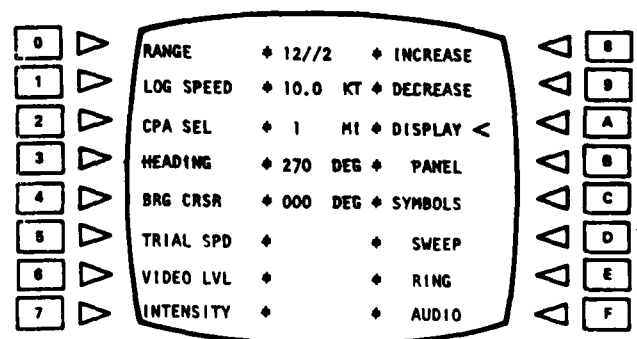 0 RANGE ◆ 12//2 ◆ INCREASE 8
1 LOG SPEED ◆ 10.0 KT ◆ DECREASE 9
2 CPA SEL ◆ 1 MI ◆ DISPLAY < A
3 HEADING ◆ 270 DEG ◆ PANEL B
4 BRG CRSR ◆ 000 DEG ◆ SYMBOLS C
5 TRIAL SPD ◆ ◆ SWEEP D
6 VIDEO LVL ◆ ◆ RING E
7 INTENSITY ◆ ◆ AUDIO F